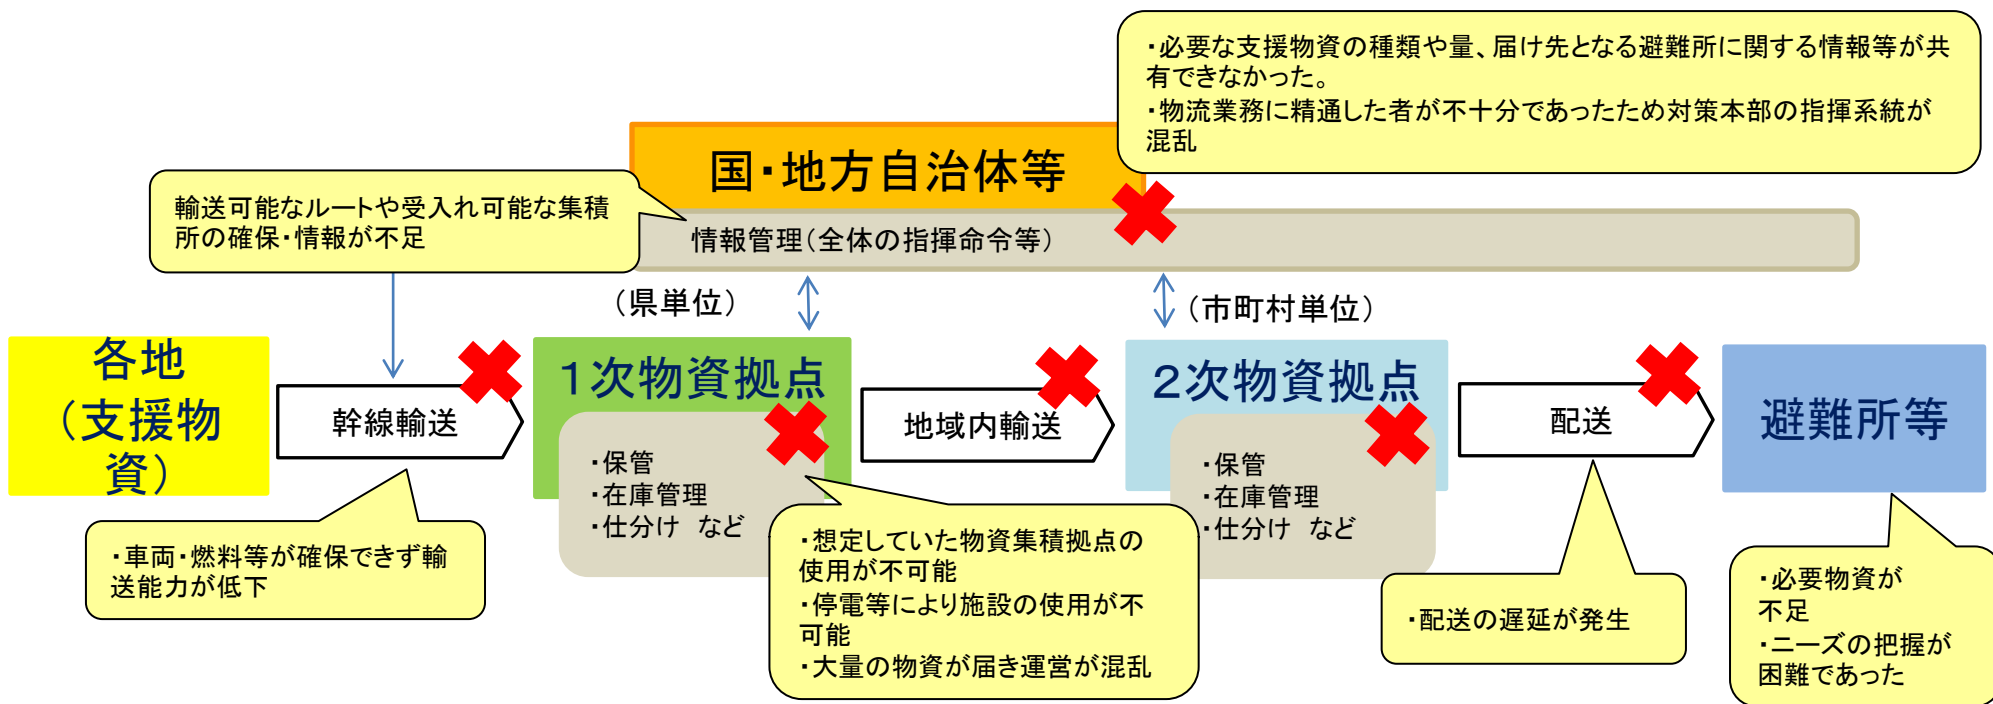 ・必要な支援物資の種類や量、届け先となる避難所に関する情報等が共
有できなかった。
・物流業務に精通した者が不十分であったため対策本部の指揮系統が
混乱
国・地方自治体等
輸送可能なルートや受入れ可能な集積
所の確保・情報が不足
情報管理(全体の指揮命令等)
(県単位)
(市町村単位)
各地
(支援物
資)
幹線輸送
1次物資拠点
・保管
・在庫管理
・仕分け など
地域内輸送
2次物資拠点
・保管
・在庫管理
・仕分け など
配送
避難所等
・車両・燃料等が確保できず輸
送能力が低下
・想定していた物資集積拠点の
使用が不可能
・停電等により施設の使用が不
可能
・大量の物資が届き運営が混乱
・配送の遅延が発生
・必要物資が
不足
・ニーズの把握が
困難であった